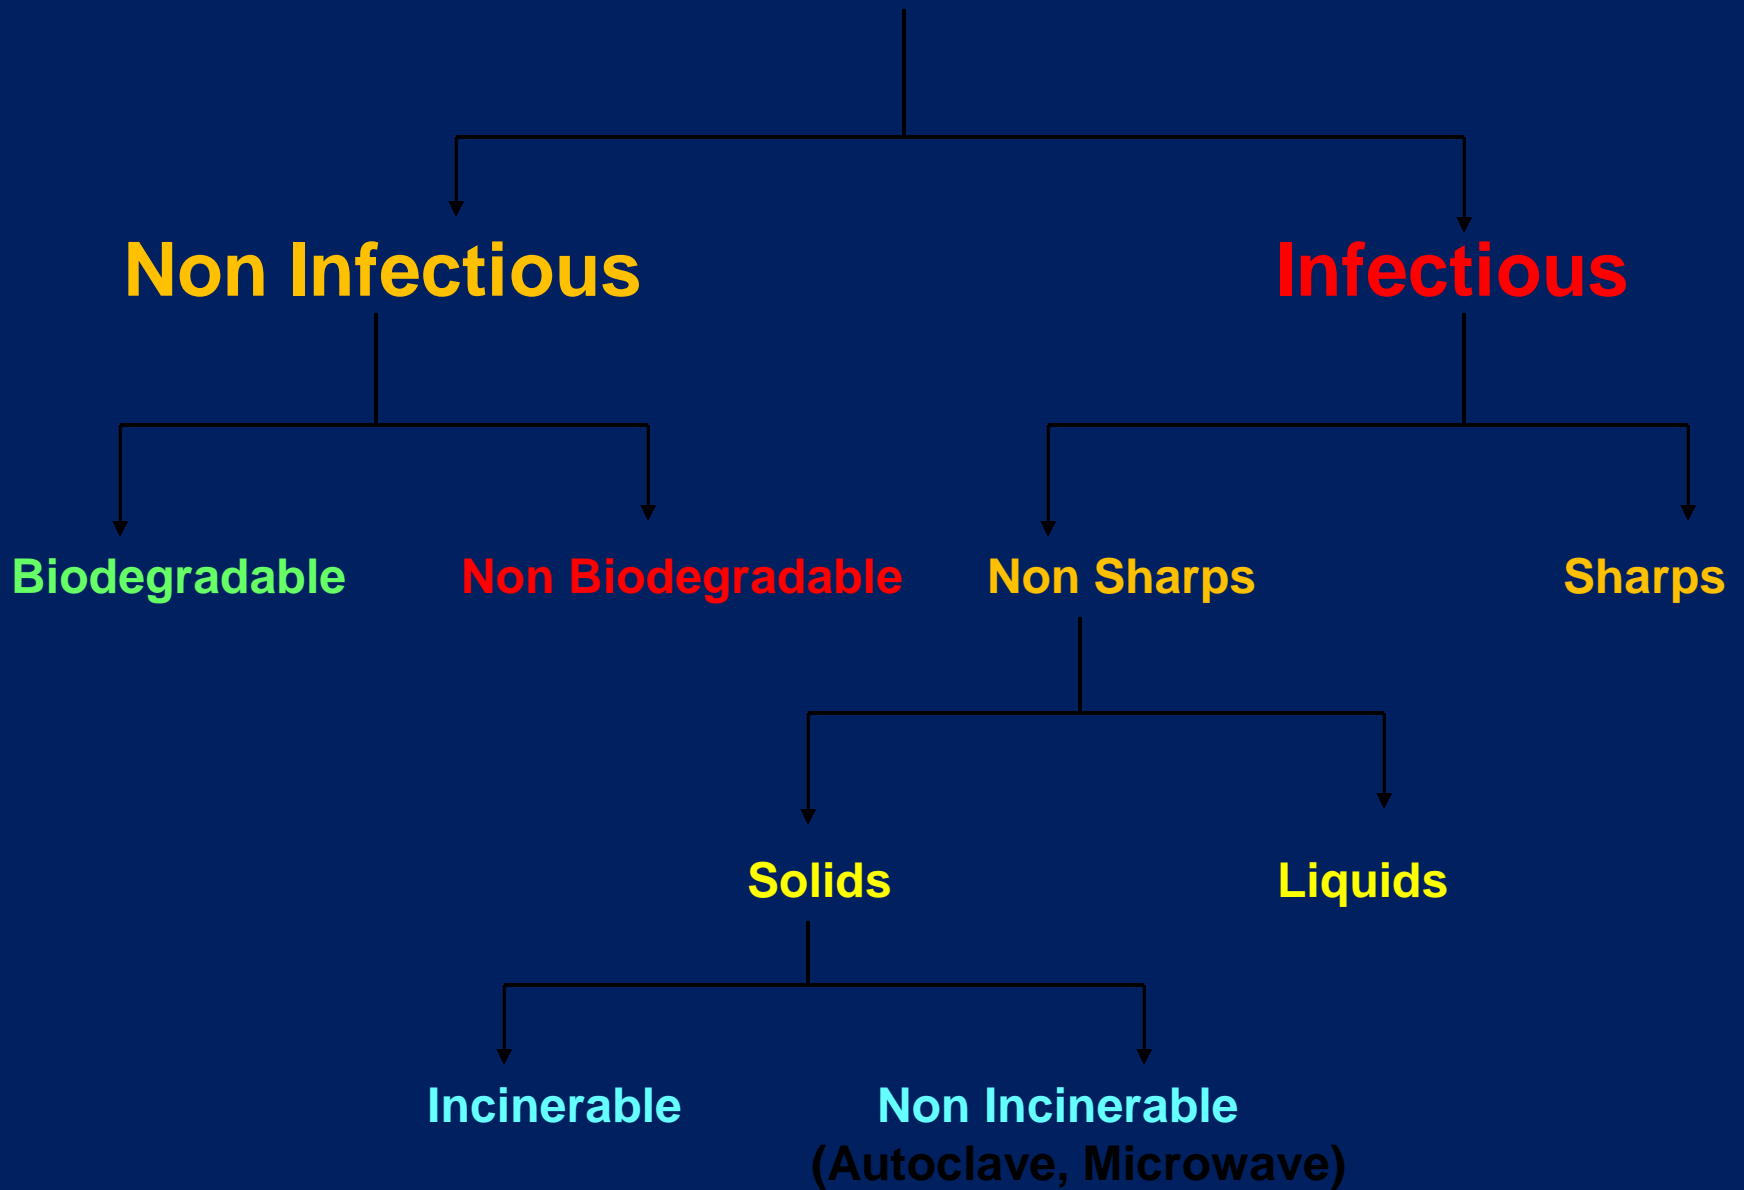 Non Infectious
Infectious
Biodegradable
Non Biodegradable
Non Sharps
Sharps
Solids
Liquids
Incinerable
Non Incinerable
(Autoclave, Microwave)